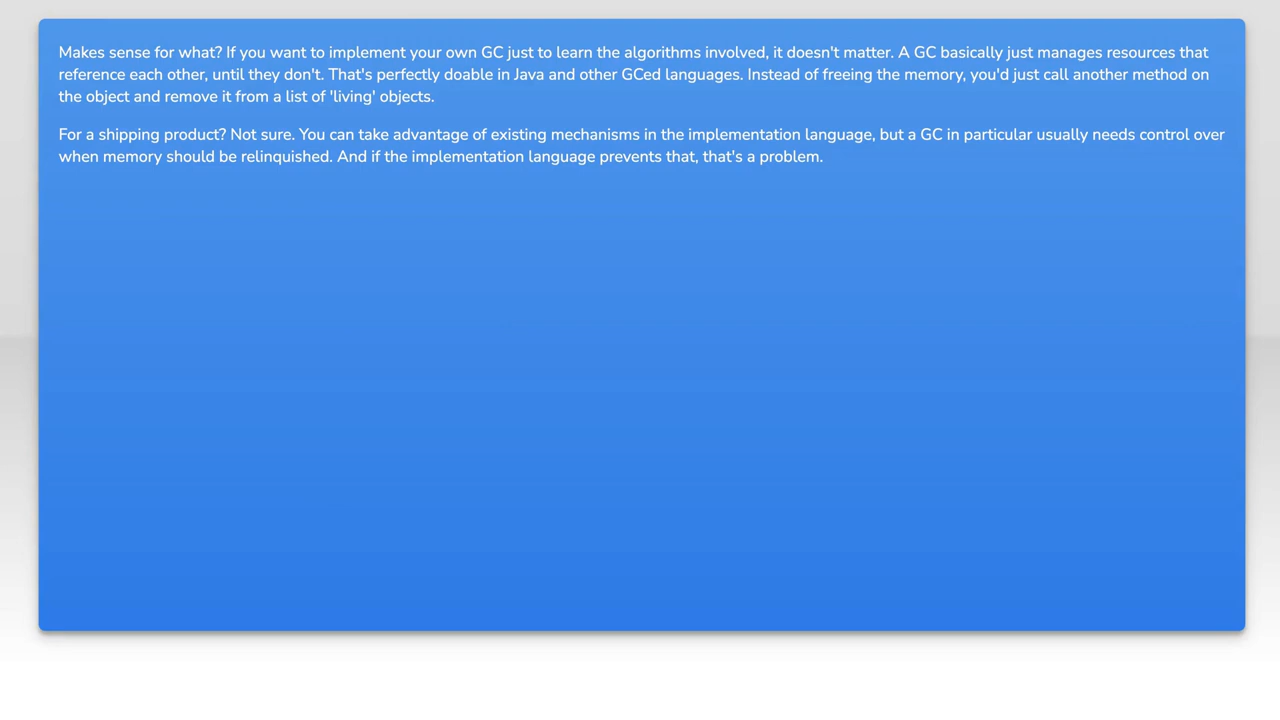 Makes sense for what? If you want to implement your own GC just to learn the algorithms involved, it doesn't matter. A GC basically just manages resources that
reference each other, until they don't. That's perfectly doable in Java and other GCed languages. Instead of freeing the memory, you'd just call another method on
the object and remove it from a list of 'living' objects.
For a shipping product? Not sure. You can take advantage of existing mechanisms in the implementation language, but a GC in particular usually needs control over
when memory should be relinquished. And if the implementation language prevents that, that's a problem.